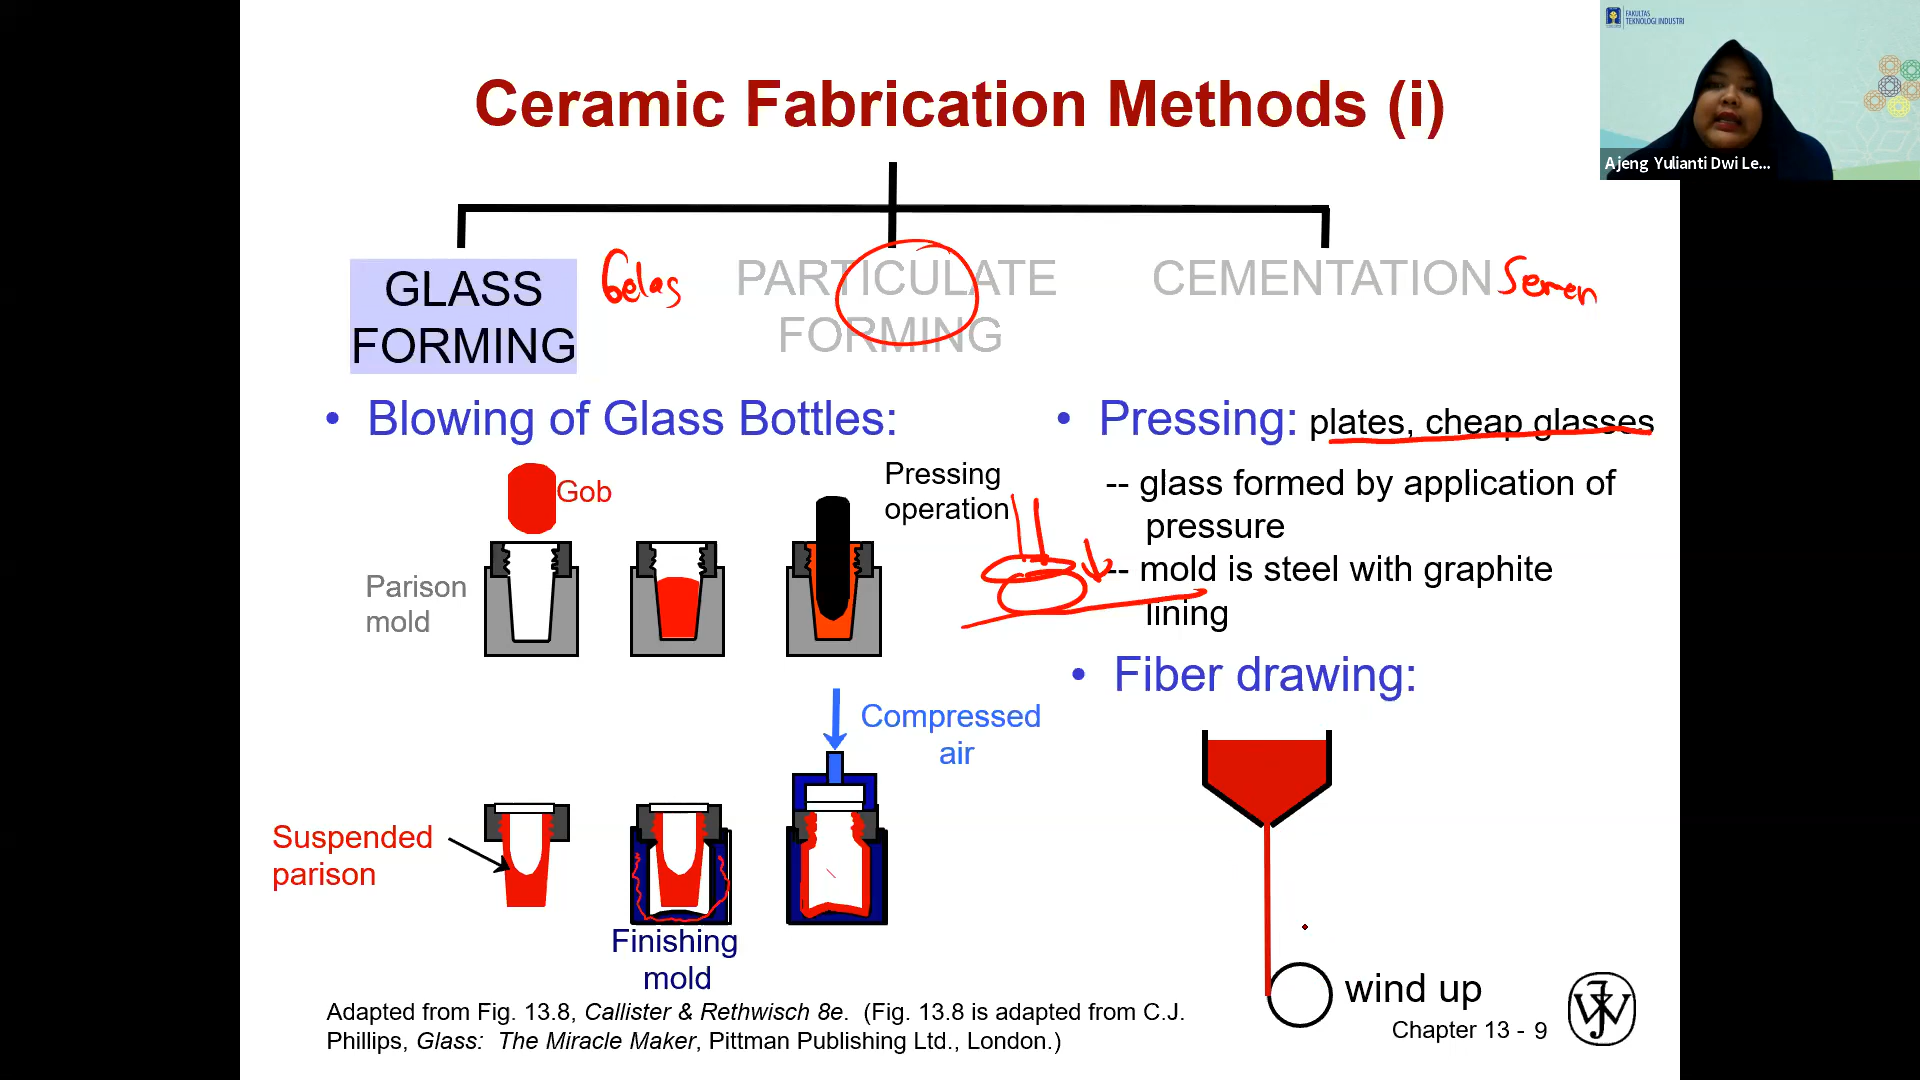 FAKULTAS
TEKNOLOGI INDUSTRI
Ajeng Yulianti Dwi Le...
Ceramic Fabrication Methods (i)
GLASS
FORMING
Gelas
PARTICULATE
FORMING
CEMENTATION
Semen
• Blowing of Glass Bottles:
Gob
Parison
mold
Pressing
operation
Compressed
air
Suspended
parison
Finishing
mold
• Pressing: plates, cheap glasses
-- glass formed by application of
pressure
-- mold is steel with graphite
lining
• Fiber drawing:
wind up
Adapted from Fig. 13.8, Callister & Rethwisch 8e. (Fig. 13.8 is adapted from C.J.
Phillips, Glass: The Miracle Maker, Pittman Publishing Ltd., London.)
Chapter 13 - 9